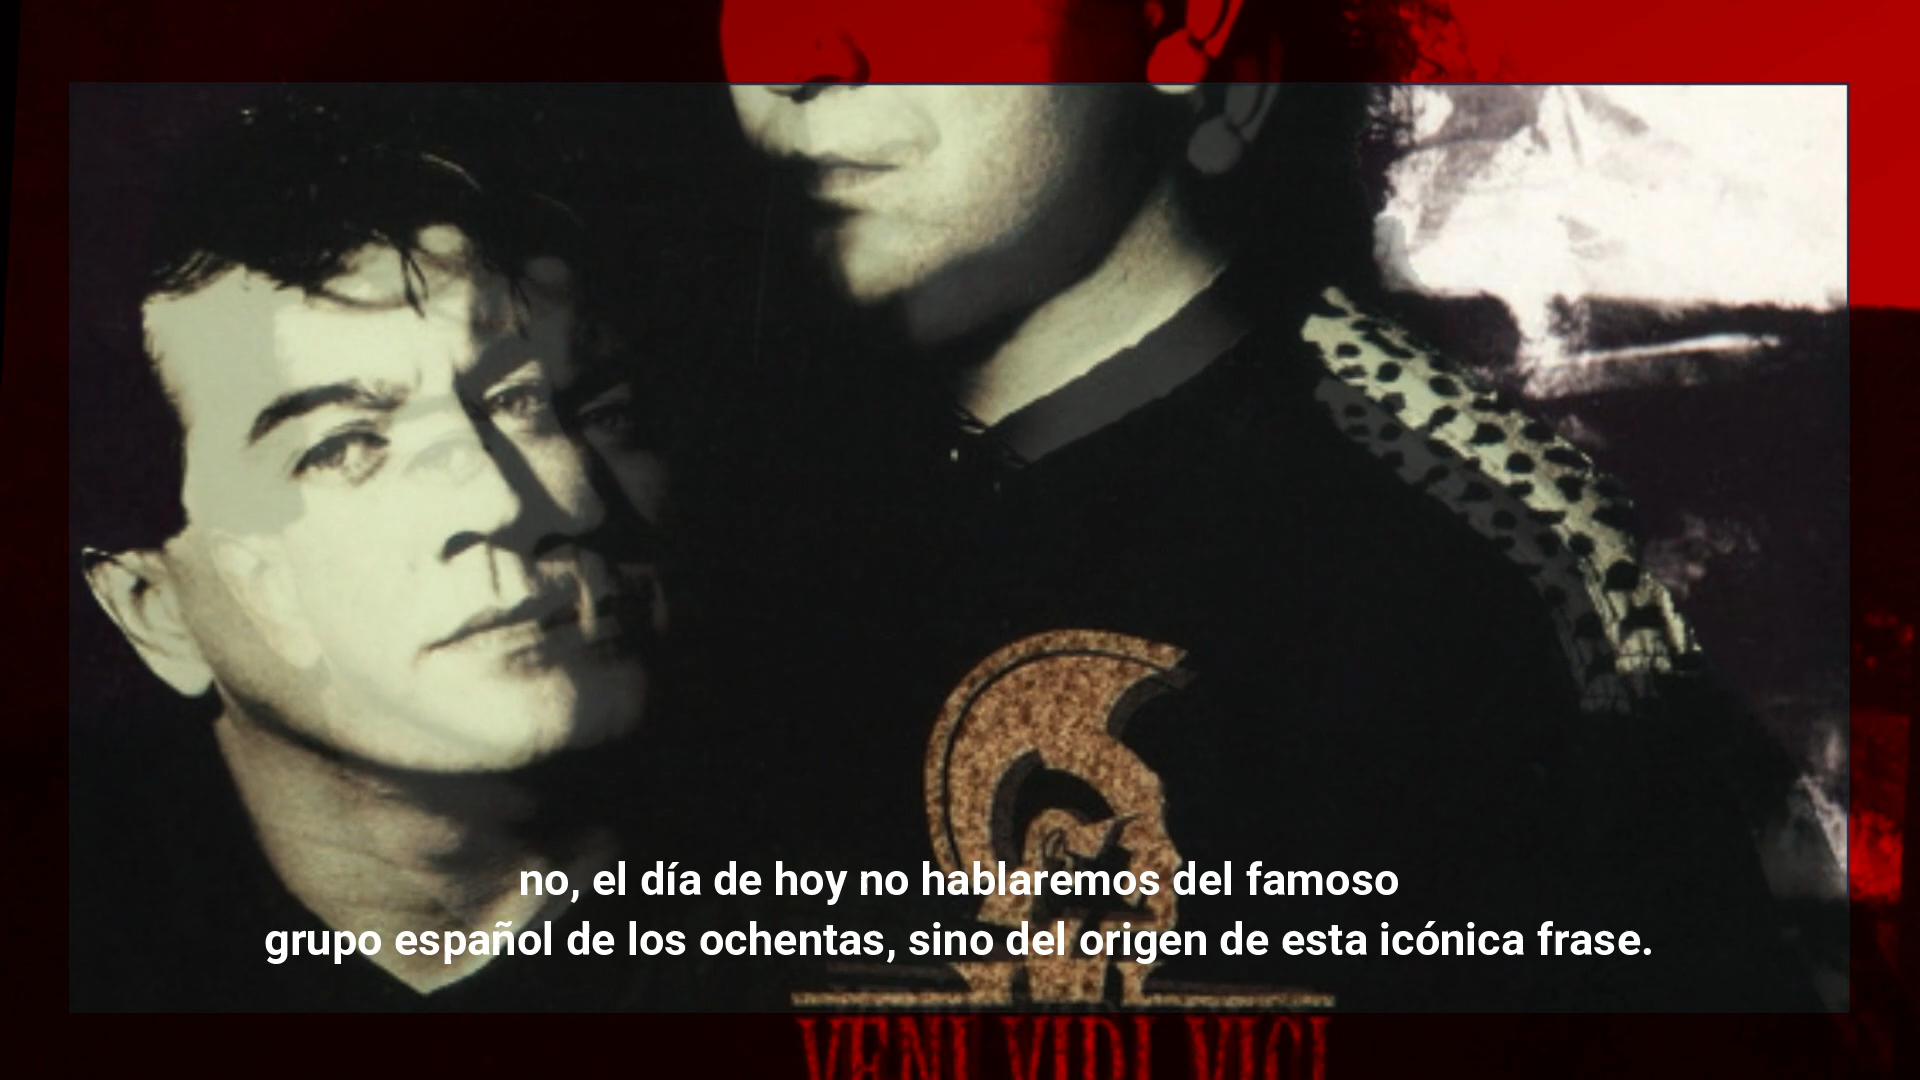 no, el día de hoy no hablaremos del famoso
grupo español de los ochentas, sino del origen de esta icónica frase.
VENI VIDI VICI